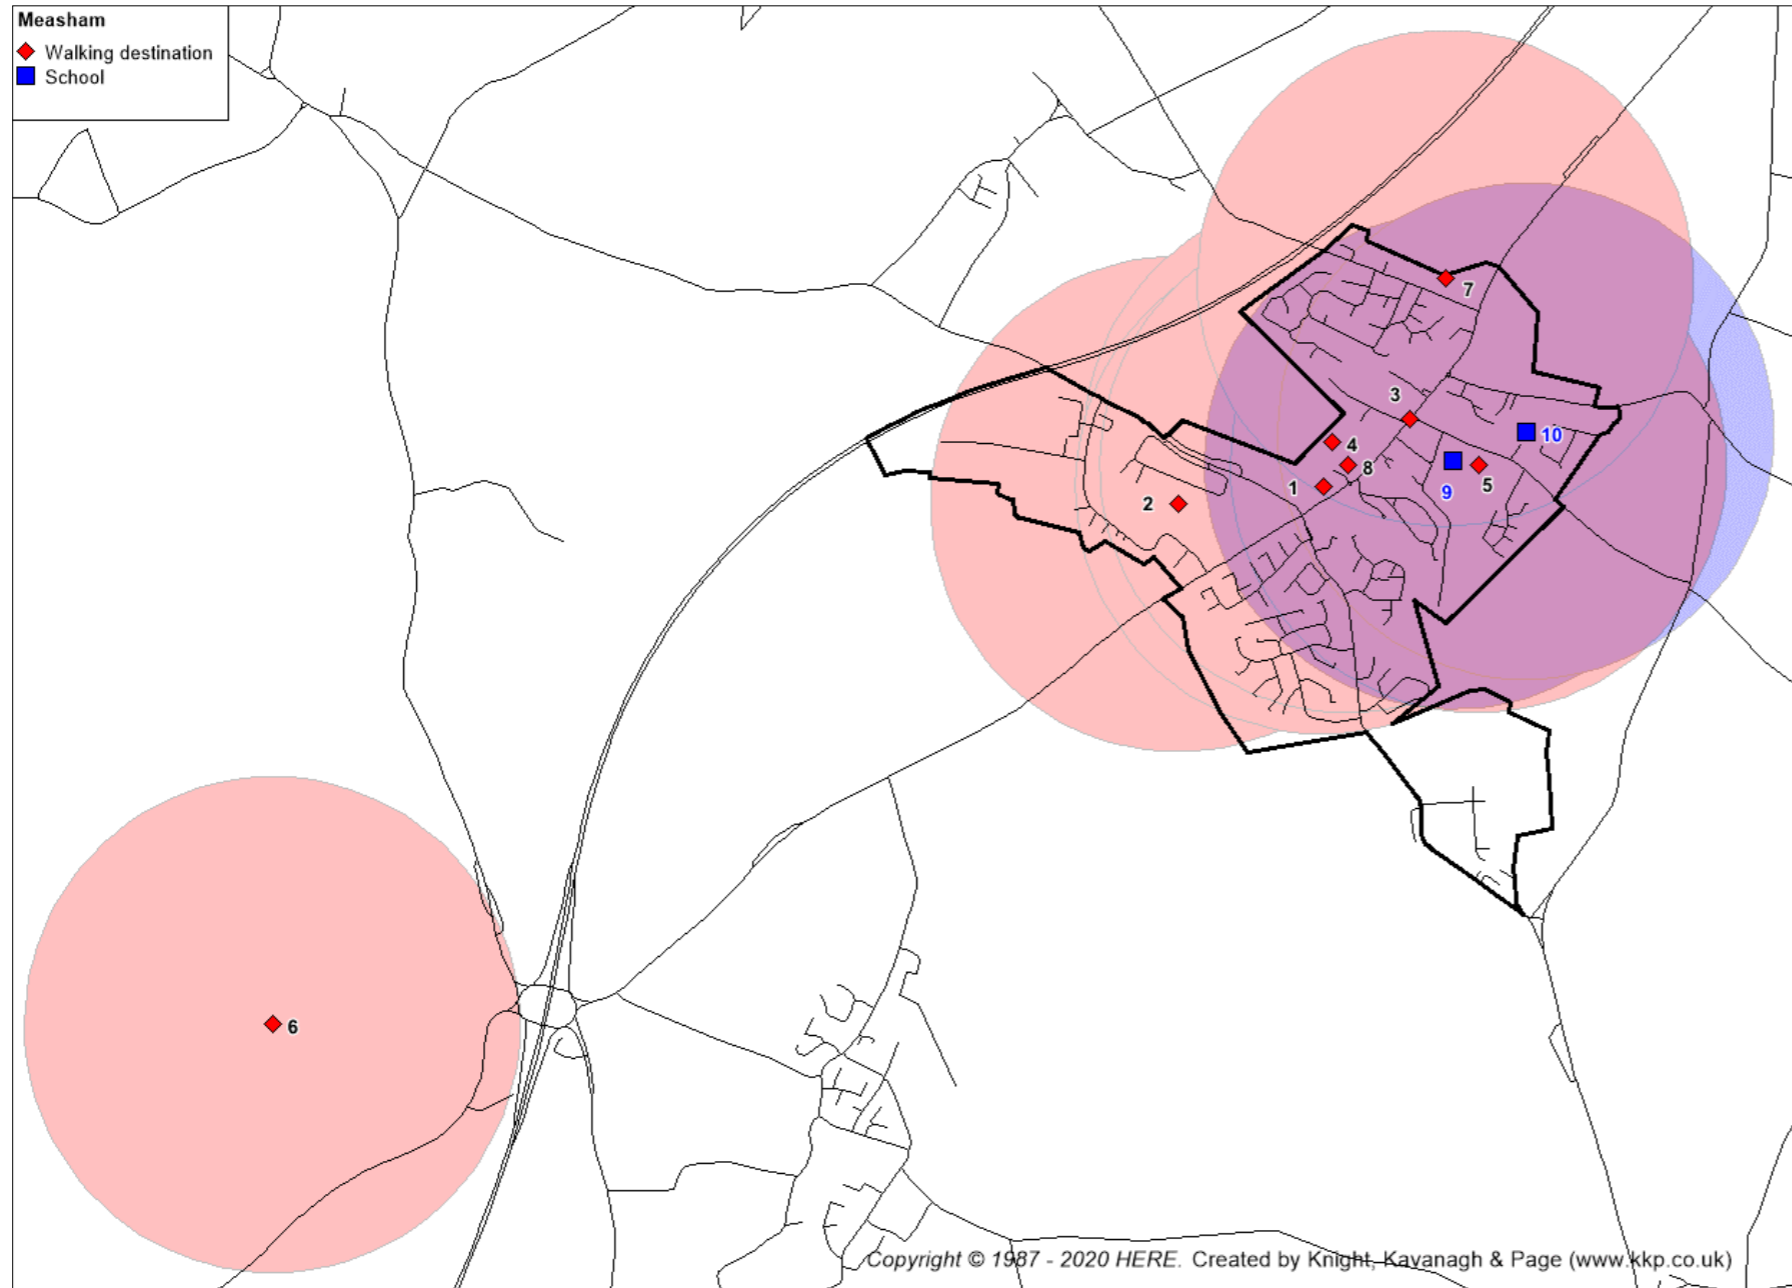 Measham
Walking destination
School
7
3
10
4
8
9
5
1
2
6
Copyright © 1987 - 2020 HERE. Created by Knight, Kavanagh & Page (www.kkp.co.uk)